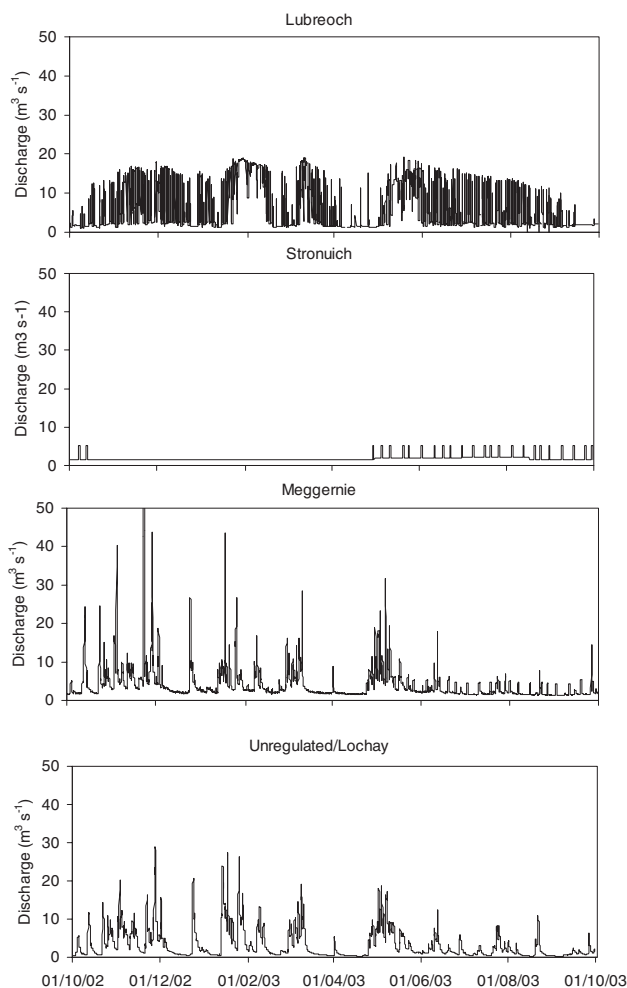 Lubreoch
50
40
30
20
10
0
Discharge (m³ s⁻¹)
Stronuich
50
40
30
20
10
0
Discharge (m3 s-1)
Meggernie
50
40
30
20
10
0
Discharge (m³ s⁻¹)
Unregulated/Lochay
50
40
30
20
10
0
Discharge (m³ s⁻¹)
01/10/02 01/12/02 01/02/03 01/04/03 01/06/03 01/08/03 01/10/03